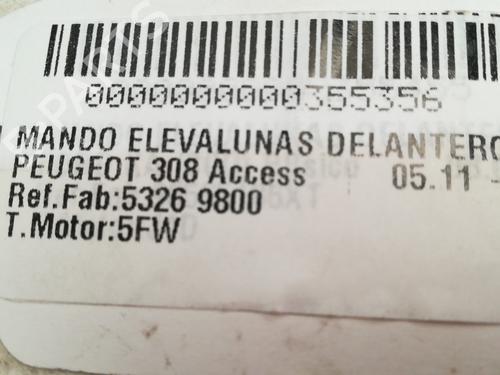 0000000000355356
MANDO ELEVALUNAS DELANTERO
PEUGEOT 308 Access 05.11 -
Ref.Fab:5326 9800
T.Motor:5FW